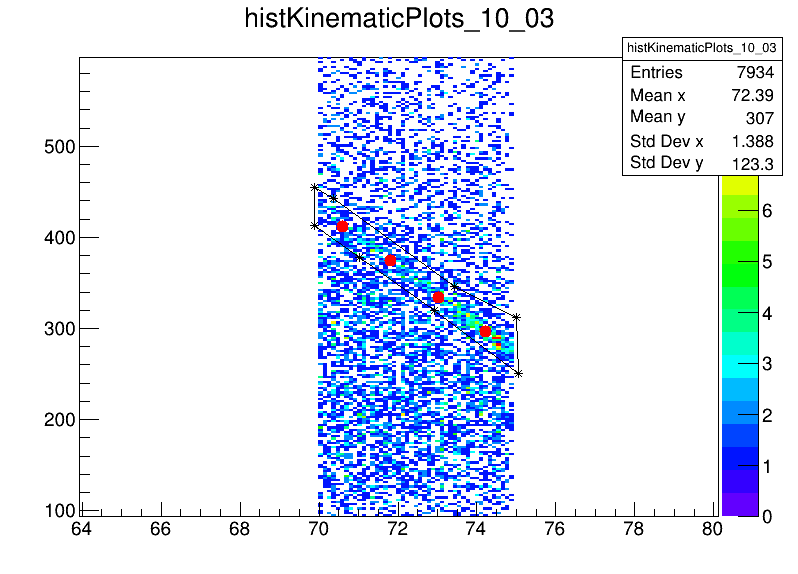 histKinematicPlots_10_03
histKinematicPlots_10_03
Entries 7934
Mean x 72.39
Mean y 307
Std Dev x 1.388
Std Dev y 123.3
500
400
300
200
100
64 66 68 70 72 74 76 78 80
6
5
4
3
2
1
0